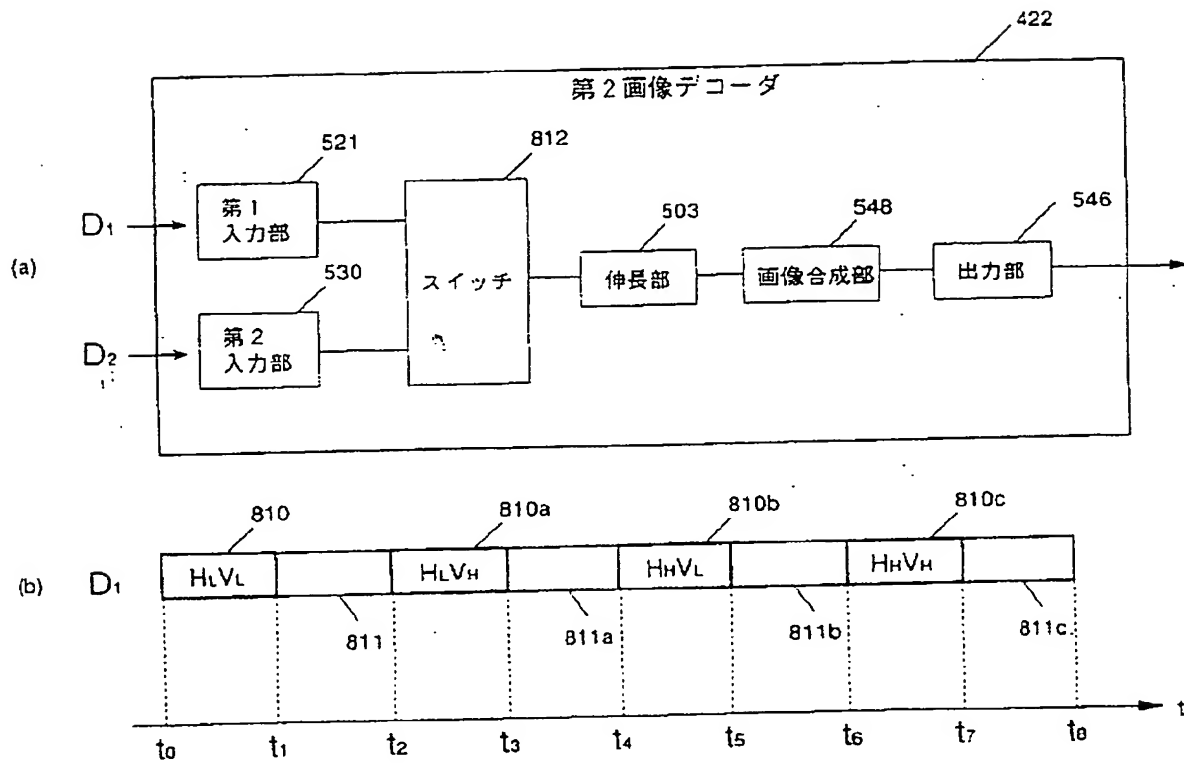 422
第2画像デコーダ
521
812
第1
入力部
D1
503
548
546
(a)
スイッチ
伸長部
画像合成部
出力部
530
第2
入力部
D2
810
810a
810b
810c
(b)
D1
HLVL
HLVH
HHVL
HHVH
811
811a
811b
811c
t
t0
t1
t2
t3
t4
t5
t6
t7
t8